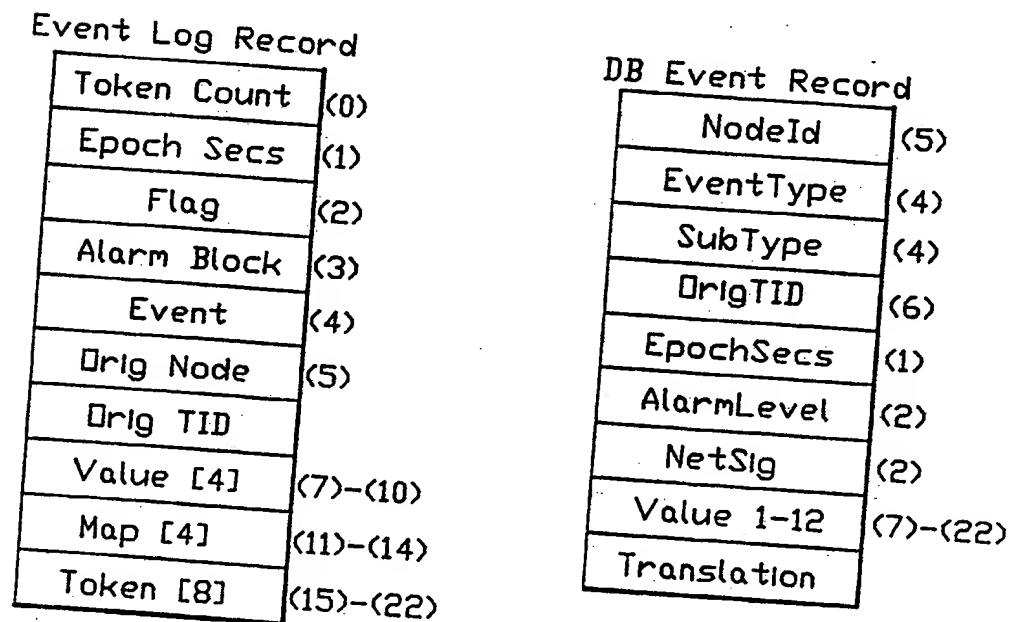 Event Log Record
Token Count (0)
Epoch Secs (1)
Flag (2)
Alarm Block (3)
Event (4)
Orig Node (5)
Orig TID
Value [4] (7)-(10)
Map [4] (11)-(14)
Token [8] (15)-(22)
DB Event Record
NodeId (5)
EventType (4)
SubType (4)
OrigTID (6)
EpochSecs (1)
AlarmLevel (2)
NetSig (2)
Value 1-12 (7)-(22)
Translation